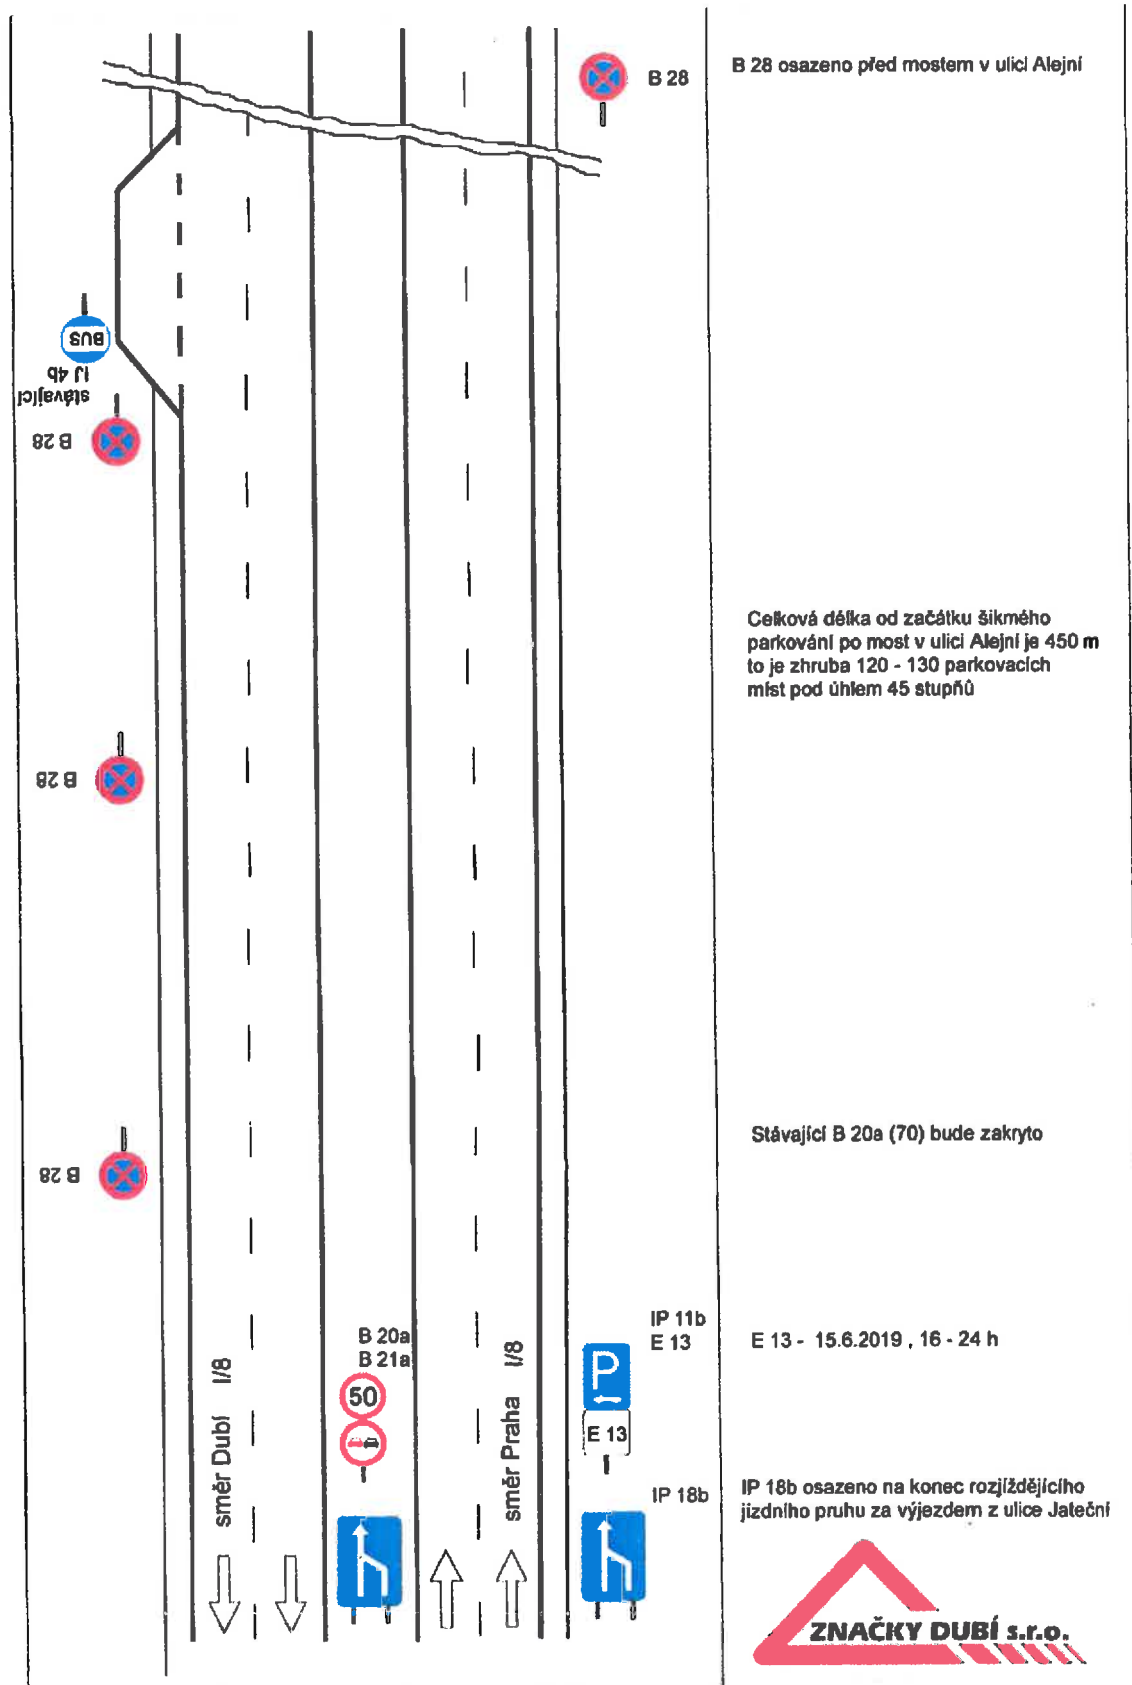 B 28
B 28 osazeno před mostem v ulici Alejní
BUS
IJ 4b
stávající
B 28
Celková délka od začátku šikmého
parkování po most v ulici Alejní je 450 m
to je zhruba 120 - 130 parkovacích
míst pod úhlem 45 stupňů
B 28
Stávající B 20a (70) bude zakryto
B 28
směr Dubí I/8
B 20a
B 21a
50
směr Praha I/8
IP 11b
E 13
P
E 13
E 13 - 15.6.2019 , 16 - 24 h
IP 18b
IP 18b osazeno na konec rozjíždějícího
jízdního pruhu za výjezdem z ulice Jateční
ZNAČKY DUBÍ s.r.o.